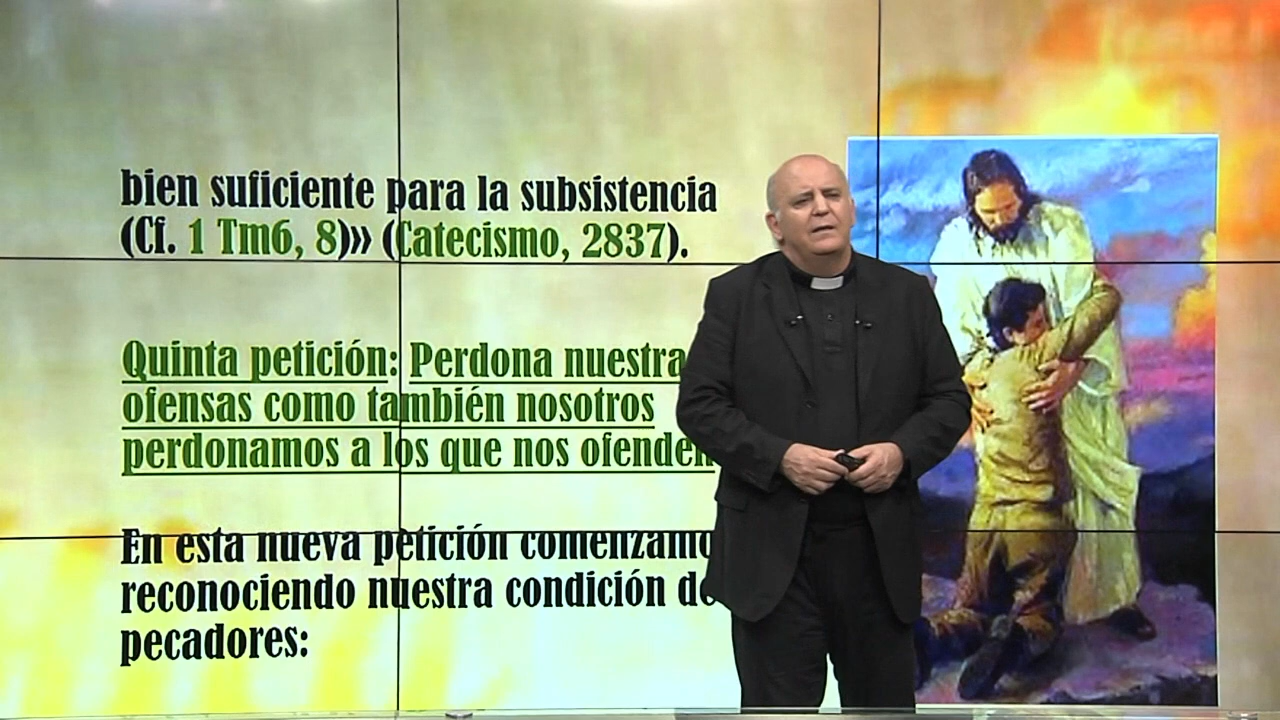 bien suficiente para la subsistencia
(Cf. 1 Tm6, 8)» (Catecismo, 2837).
Quinta petición: Perdona nuestra
ofensas como también nosotros
perdonamos a los que nos ofenden
En esta nueva petición comenzamo
reconociendo nuestra condición de
pecadores: